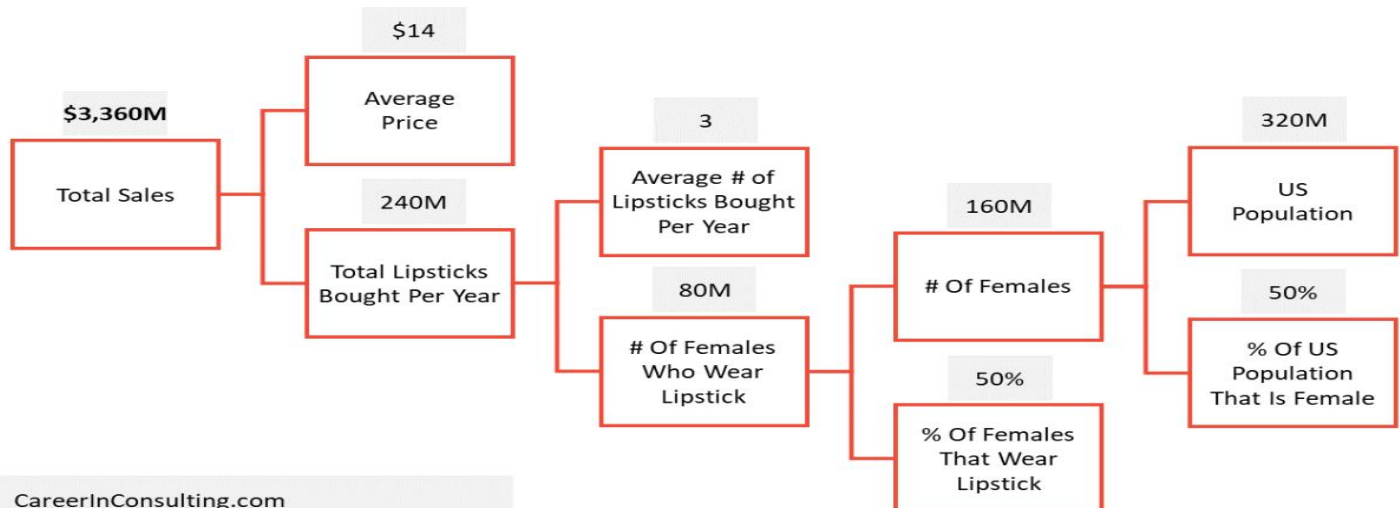 $3,360M
Total Sales
$14
Average
Price
240M
Total Lipsticks
Bought Per Year
3
Average # of
Lipsticks Bought
Per Year
80M
# Of Females
Who Wear
Lipstick
160M
# Of Females
50%
% Of Females
That Wear
Lipstick
320M
US
Population
50%
% Of US
Population
That Is Female
CareerInConsulting.com